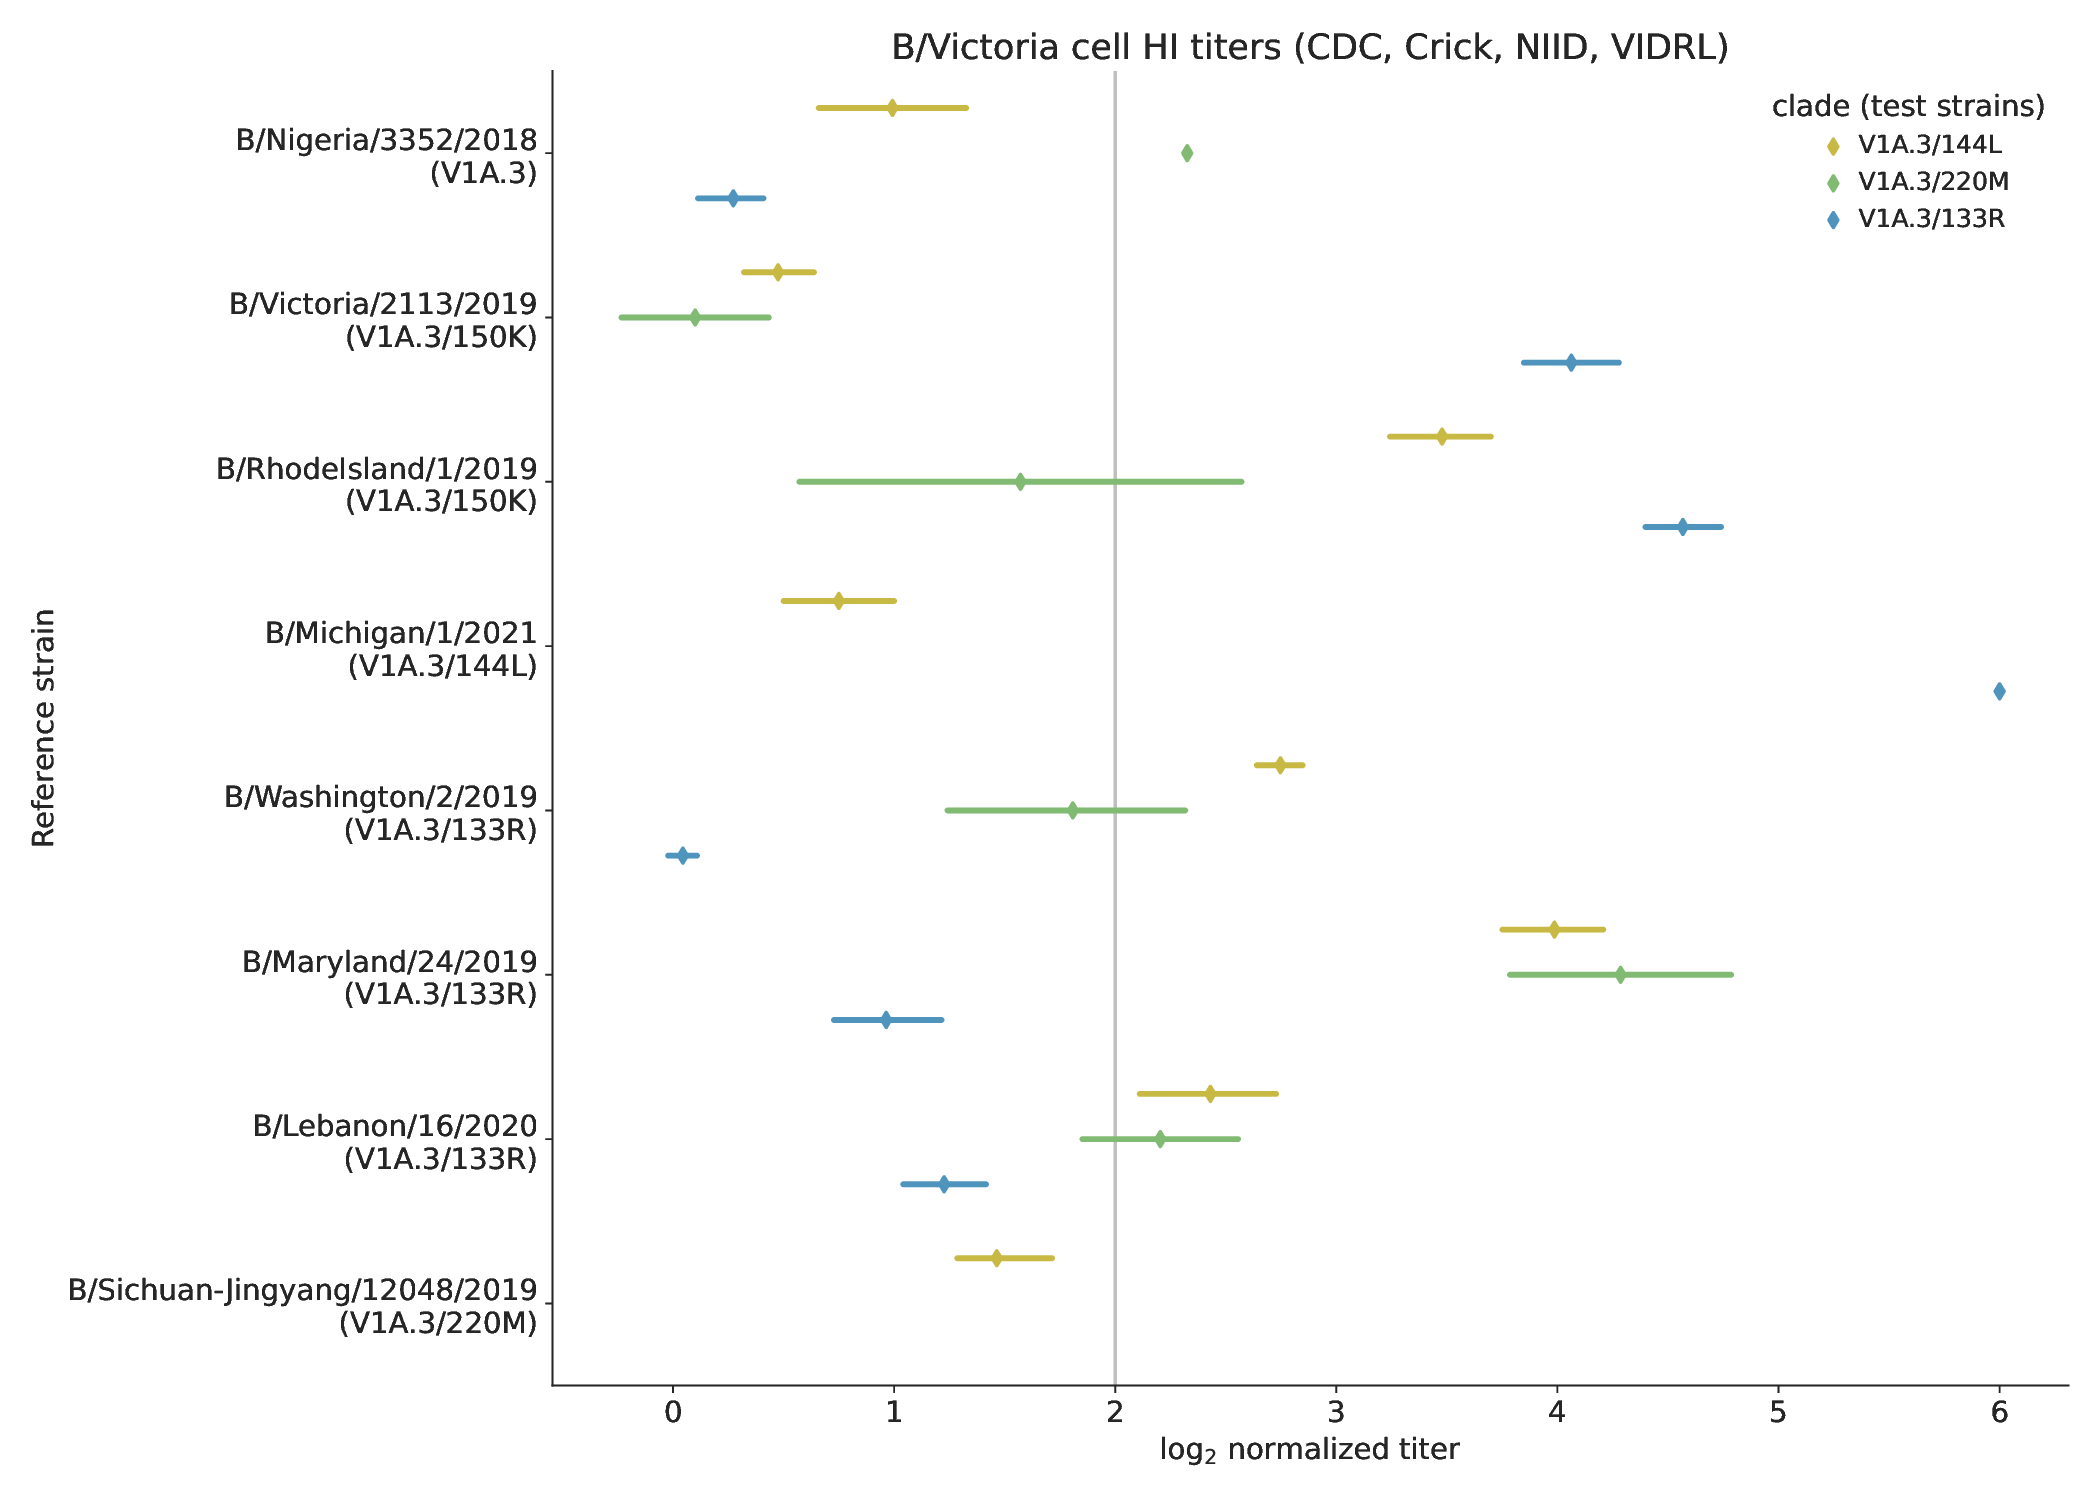 B/Victoria cell HI titers (CDC, Crick, NIID, VIDRL)
clade (test strains)
V1A.3/144L
V1A.3/220M
V1A.3/133R
Reference strain
B/Nigeria/3352/2018
(V1A.3)
B/Victoria/2113/2019
(V1A.3/150K)
B/RhodeIsland/1/2019
(V1A.3/150K)
B/Michigan/1/2021
(V1A.3/144L)
B/Washington/2/2019
(V1A.3/133R)
B/Maryland/24/2019
(V1A.3/133R)
B/Lebanon/16/2020
(V1A.3/133R)
B/Sichuan-Jingyang/12048/2019
(V1A.3/220M)
0 1 2 3 4 5 6
log₂ normalized titer